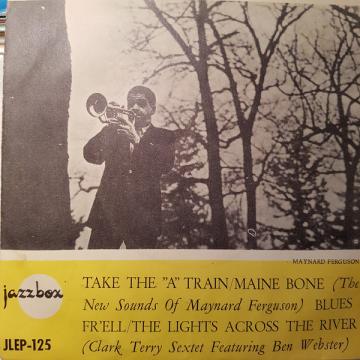 MAYNARD FERGUSON
jazzbox
JLEP-125
TAKE THE "A" TRAIN/MAINE BONE (The
New Sounds Of Maynard Ferguson) BLUES
FR'ELL/THE LIGHTS ACROSS THE RIVER
(Clark Terry Sextet Featuring Ben Webster)